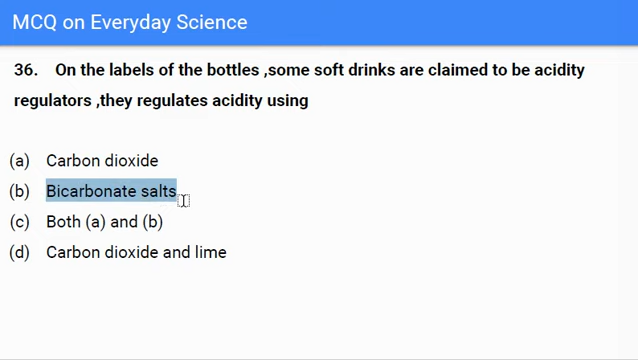 MCQ on Everyday Science
36. On the labels of the bottles ,some soft drinks are claimed to be acidity
regulators ,they regulates acidity using
(a) Carbon dioxide
(b) Bicarbonate salts
(c) Both (a) and (b)
(d) Carbon dioxide and lime